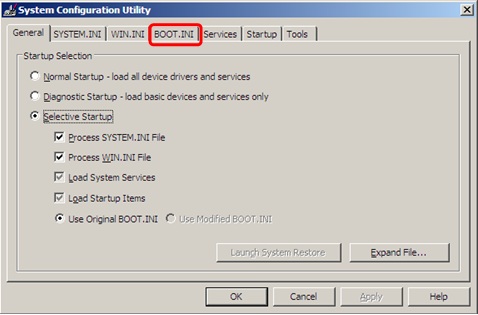 System Configuration Utility
General SYSTEM.INI WIN.INI BOOT.INI Services Startup Tools
Startup Selection
Normal Startup - load all device drivers and services
Diagnostic Startup - load basic devices and services only
Selective Startup
Process SYSTEM.INI File
Process WIN.INI File
Load System Services
Load Startup Items
Use Original BOOT.INI Use Modified BOOT.INI
Launch System Restore Expand File...
OK Cancel Apply Help